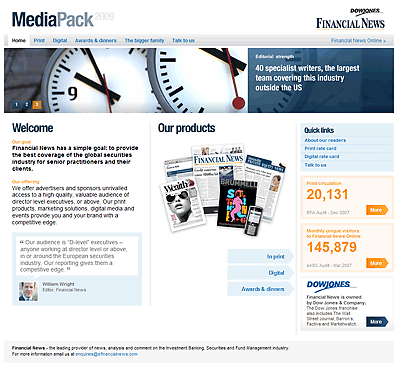 MediaPack 2009
DOWJONES
FINANCIAL NEWS
Home Print Digital Awards & dinners The bigger family Talk to us
Financial News Online »
Editorial: strength
40 specialist writers, the largest
team covering this industry
outside the US
1 2 3
Welcome
Our goal
Financial News has a simple goal: to provide
the best coverage of the global securities
industry for senior practitioners and their
clients.
Our offering
We offer advertisers and sponsors unrivalled
access to a high quality, valuable audience of
director level executives, or above. Our print
products, marketing solutions, digital media and
events provide you and your brand with a
competitive edge.
“ Our audience is "D-level" executives –
anyone working at director level or above,
in or around the European securities
industry. Our reporting gives them a
competitive edge. ”
William Wright
Editor, Financial News
Our products
FINANCIAL NEWS
Wealth
BRUMMELL
In print
Digital
Awards & dinners
Quick links
About our readers
Print rate card
Digital rate card
Talk to us
Print circulation:
20,131
BPA Audit - Dec 2007
More
Monthly unique visitors
to Financial News Online
145,879
eABC Audit - Mar 2007
More
DOWJONES
Financial News is owned
by Dow Jones & Company.
The Dow Jones franchise
also includes The Wall
Street Journal, Barron's,
Factiva and Marketwatch.
More
Financial News - the leading provider of news, analysis and comment on the Investment Banking, Securities and Fund Management industry.
For more information email us at enquiries@efinancialnews.com